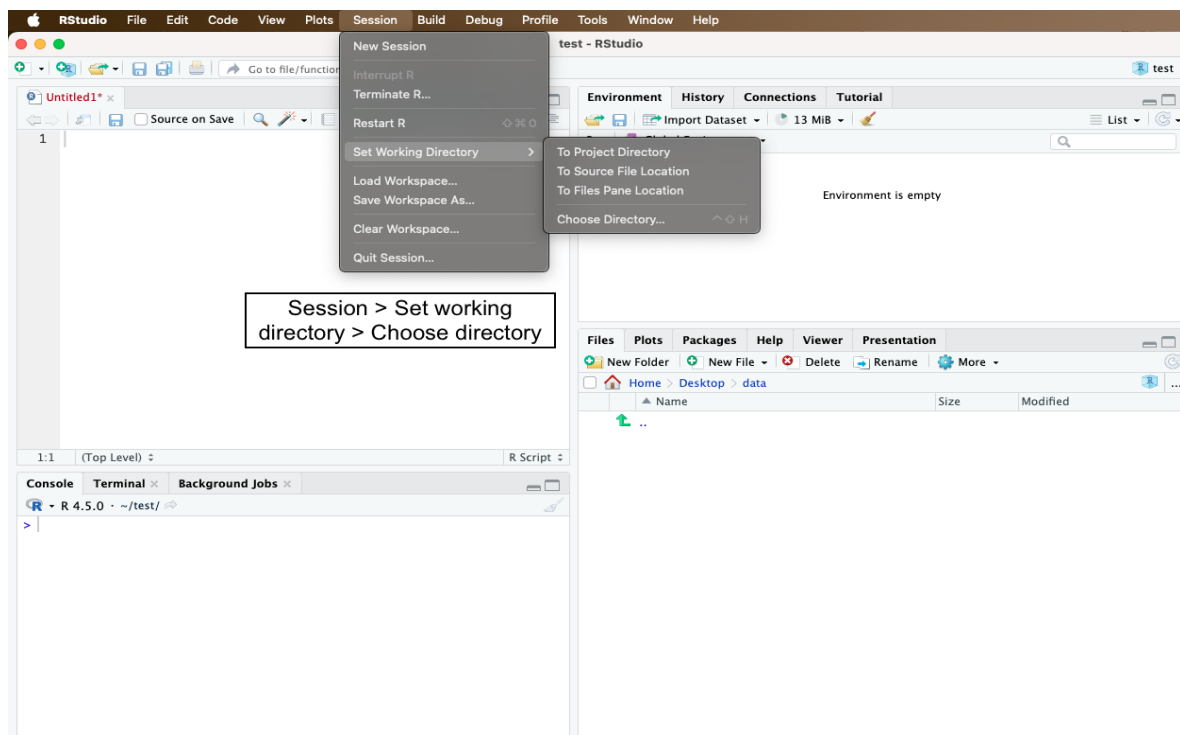 RStudio File Edit Code View Plots Session Build Debug Profile Tools Window Help
test - RStudio
Go to file/function
test
New Session
Interrupt R
Terminate R...
Restart R ⇧⌘0
Set Working Directory >
Load Workspace...
Save Workspace As...
Clear Workspace...
Quit Session...
To Project Directory
To Source File Location
To Files Pane Location
Choose Directory... ^⇧H
Untitled1*
Source on Save
1
Session > Set working
directory > Choose directory
1:1 (Top Level) R Script
Console Terminal Background Jobs
R 4.5.0 · ~/test/
>
Environment History Connections Tutorial
Import Dataset 13 MiB List
Environment is empty
Files Plots Packages Help Viewer Presentation
New Folder New File Delete Rename More
Home > Desktop > data
...
Name Size Modified
..